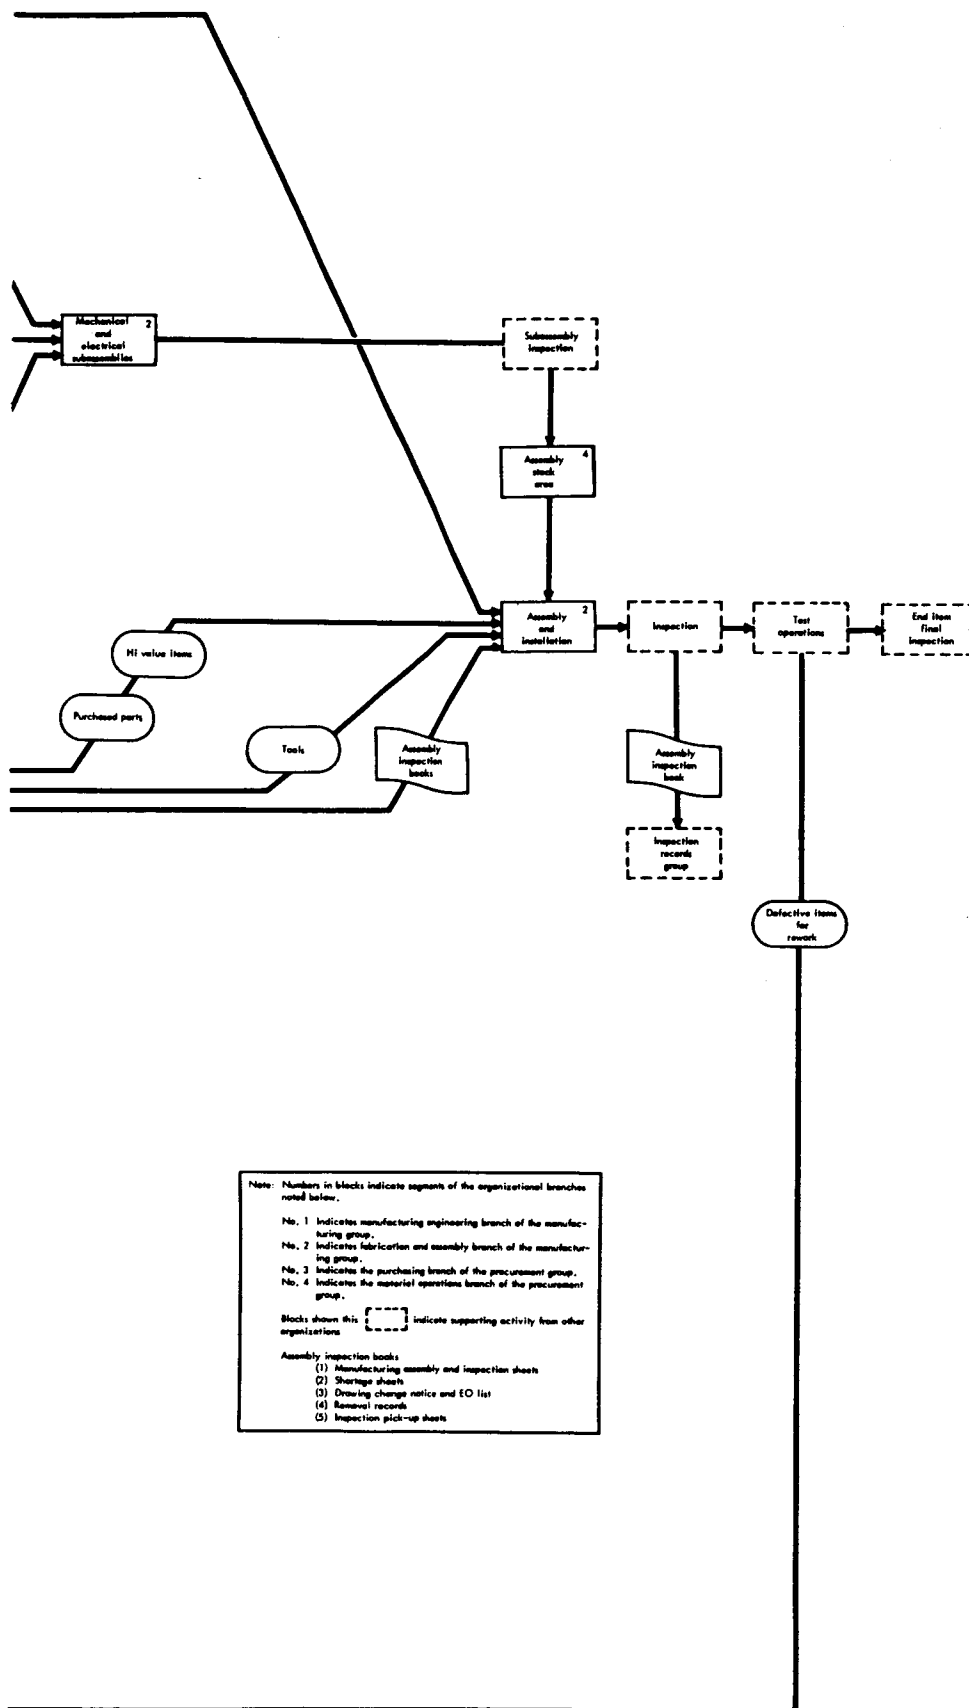 Mechanical 2
and
electrical
subassemblies
Subassembly
inspection
Assembly 4
stock
area
Assembly 2
and
installation
Inspection
Test
operations
End item
final
inspection
Hi value items
Purchased parts
Tools
Assembly
inspection
books
Assembly
inspection
book
Inspection
records
group
Defective items
for
rework
Note: Numbers in blocks indicate segments of the organizational branches
noted below.
No. 1 Indicates manufacturing engineering branch of the manufac-
turing group.
No. 2 Indicates fabrication and assembly branch of the manufactur-
ing group.
No. 3 Indicates the purchasing branch of the procurement group.
No. 4 Indicates the material operations branch of the procurement
group.
Blocks shown this indicate supporting activity from other
organizations
Assembly inspection books
(1) Manufacturing assembly and inspection sheets
(2) Shortage sheets
(3) Drawing change notice and EO list
(4) Removal records
(5) Inspection pick-up sheets